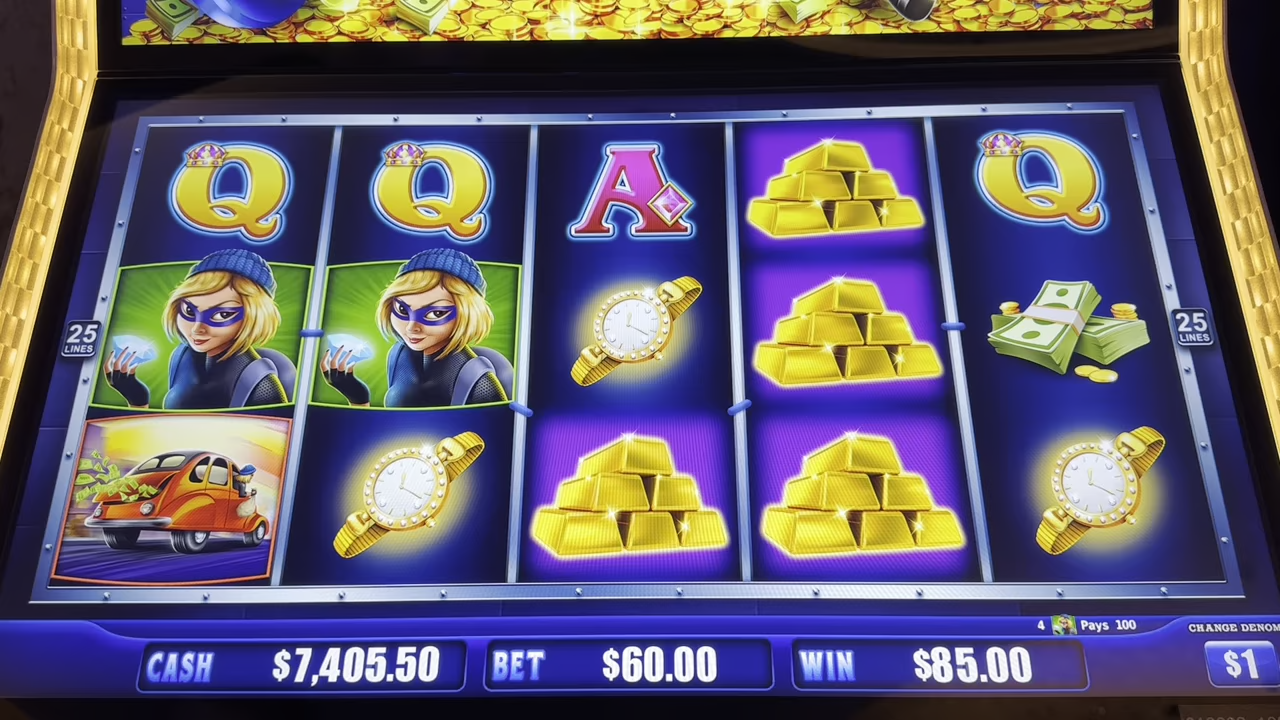 Q Q A Q
25 LINES
25 LINES
4 Pays 100
CHANGE DENOM
CASH $7,405.50 BET $60.00 WIN $85.00 $1